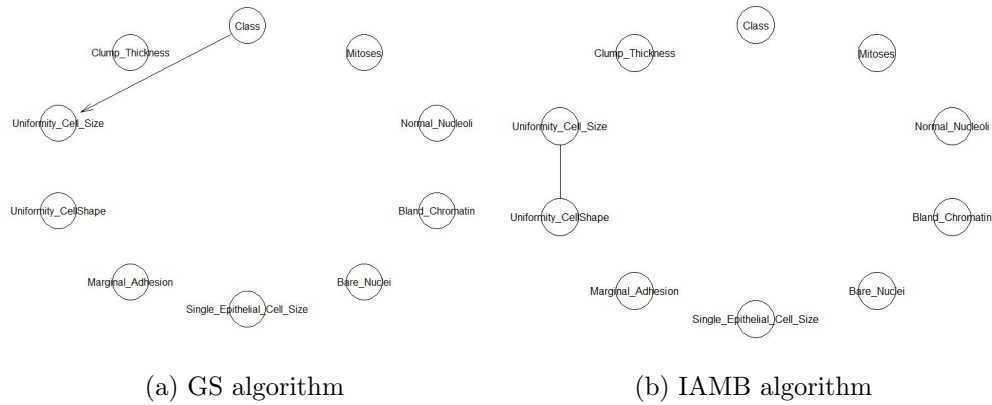 Class
Clump_Thickness
Mitoses
Uniformity_Cell_Size
Normal_Nucleoli
Uniformity_CellShape
Bland_Chromatin
Marginal_Adhesion
Bare_Nuclei
Single_Epithelial_Cell_Size
(a) GS algorithm
Class
Clump_Thickness
Mitoses
Uniformity_Cell_Size
Normal_Nucleoli
Uniformity_CellShape
Bland_Chromatin
Marginal_Adhesion
Bare_Nuclei
Single_Epithelial_Cell_Size
(b) IAMB algorithm